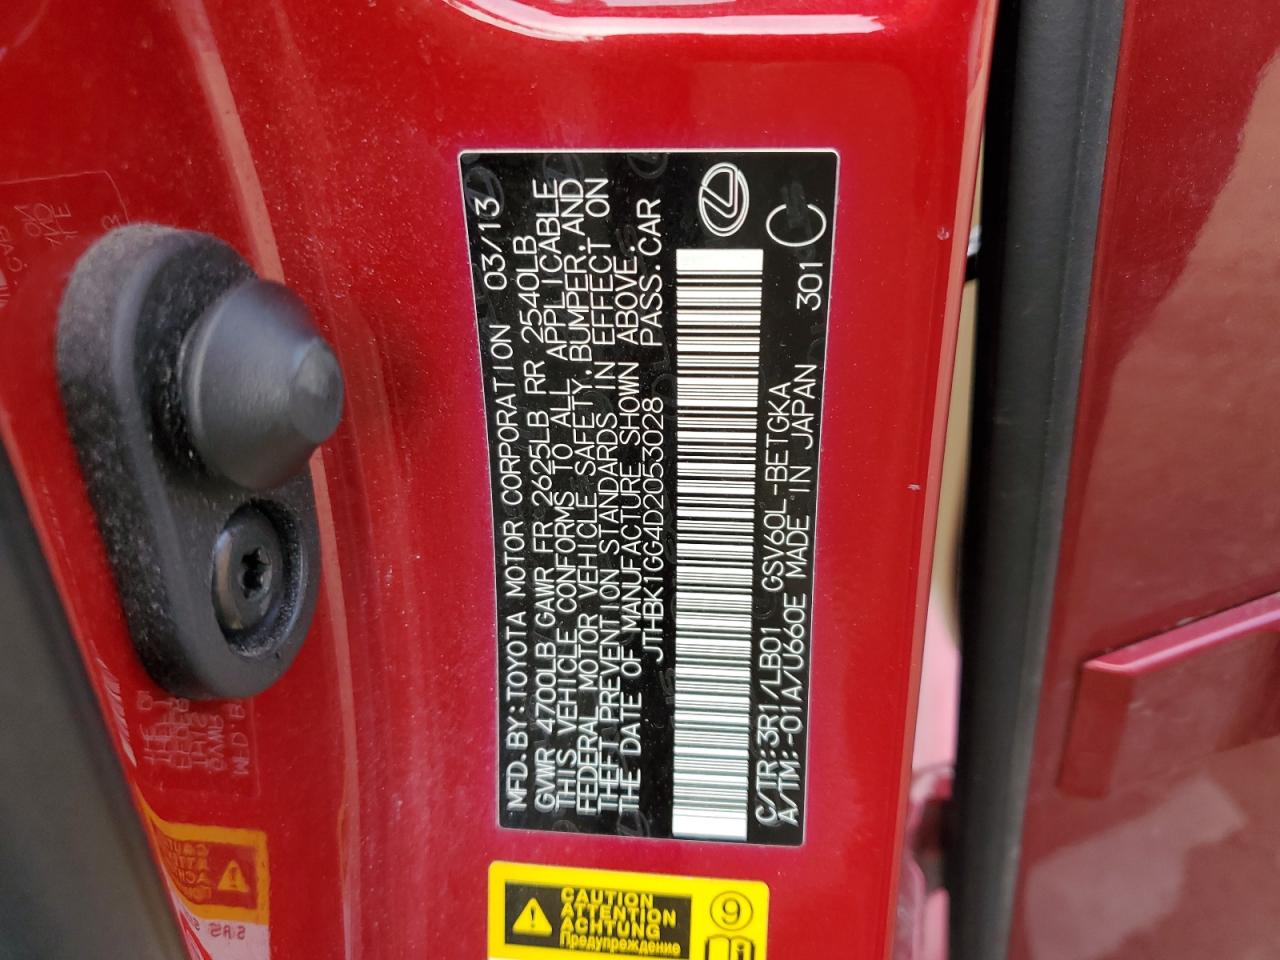 MFD.BY:TOYOTA MOTOR CORPORATION 03/13
GVWR 4700LB GAWR FR 2625LB RR 2540LB
THIS VEHICLE CONFORMS TO ALL APPLICABLE
FEDERAL MOTOR VEHICLE SAFETY,BUMPER,AND
THEFT PREVENTION STANDARDS IN EFFECT ON
THE DATE OF MANUFACTURE SHOWN ABOVE.
JTHBK1GG4D2053028 PASS.CAR
C/TR:3R1/LB01 GSV60L-BETGKA
A/TM:-01A/U660E MADE IN JAPAN 301 C
CAUTION
ATTENTION
ACHTUNG
Предупреждение
9